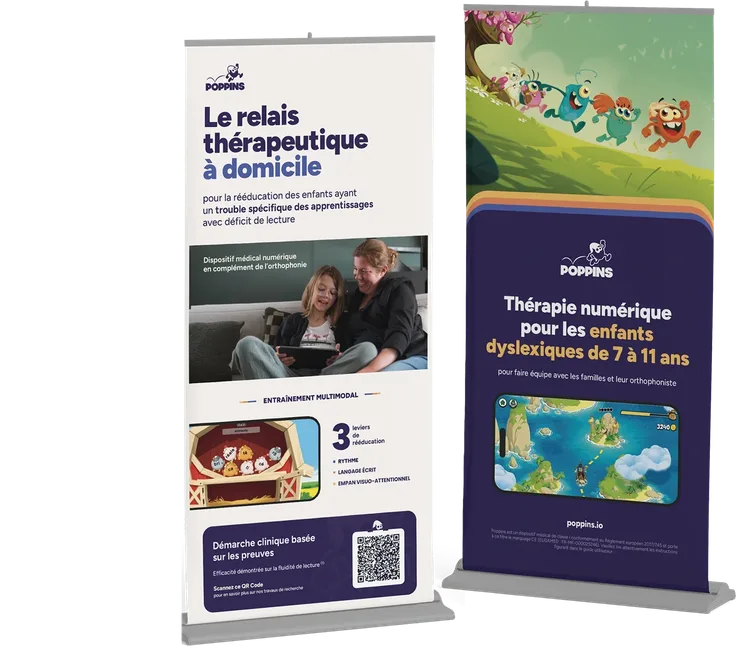 POPPINS
Le relais
thérapeutique
à domicile
pour la rééducation des enfants ayant
un trouble spécifique des apprentissages
avec déficit de lecture
Dispositif médical numérique
en complément de l'orthophonie
ENTRAÎNEMENT MULTIMODAL
3 leviers
de
rééducation
RYTHME
LANGAGE ÉCRIT
EMPAN VISUO-ATTENTIONNEL
Démarche clinique basée
sur les preuves
Efficacité démontrée sur la fluidité de lecture
Scannez ce QR Code
pour en savoir plus sur nos travaux de recherche
POPPINS
Thérapie numérique
pour les enfants
dyslexiques de 7 à 11 ans
pour faire équipe avec les familles et leur orthophoniste
3240
poppins.io